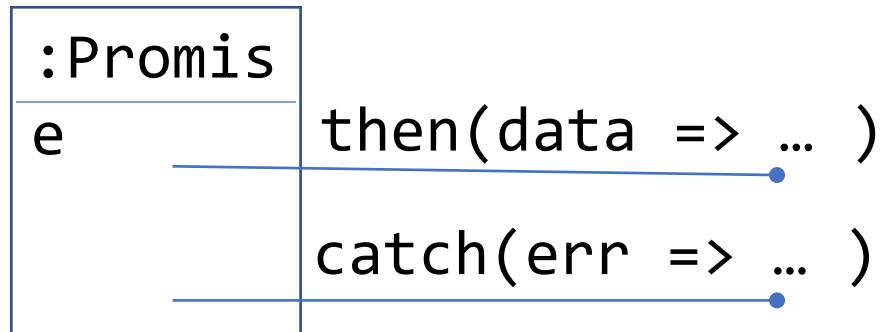 :Promis
e
then(data => … )
catch(err => … )